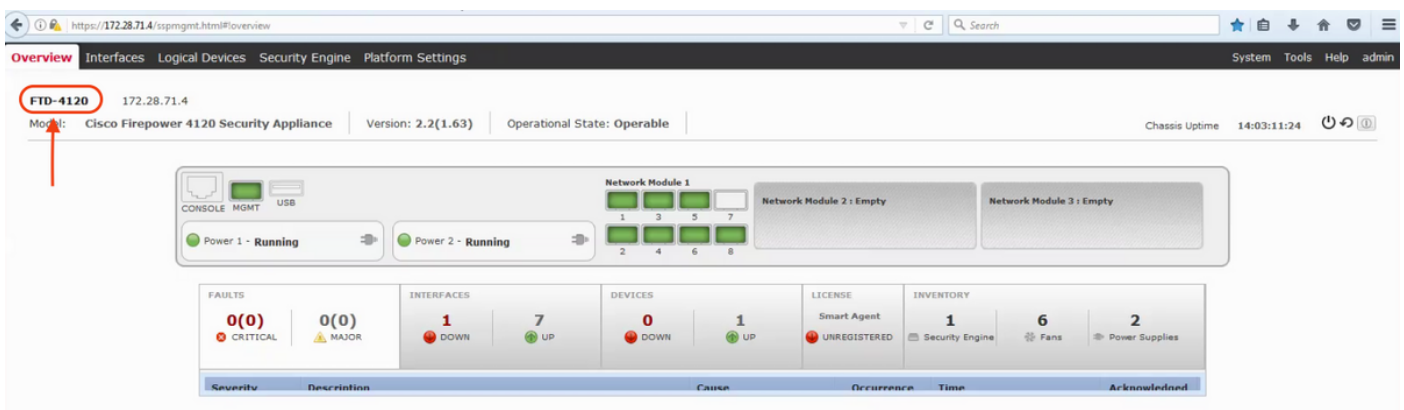 https://172.28.71.4/sspmgmt.html#!overview
Search
Overview Interfaces Logical Devices Security Engine Platform Settings System Tools Help admin
FTD-4120 172.28.71.4
Model: Cisco Firepower 4120 Security Appliance Version: 2.2(1.63) Operational State: Operable Chassis Uptime 14:03:11:24
CONSOLE MGMT USB
Power 1 - Running Power 2 - Running
Network Module 1
1 3 5 7
2 4 6 8
Network Module 2 : Empty
Network Module 3 : Empty
FAULTS INTERFACES DEVICES LICENSE INVENTORY
0(0) 0(0) 1 7 0 1 Smart Agent 1 6 2
CRITICAL MAJOR DOWN UP DOWN UP UNREGISTERED Security Engine Fans Power Supplies
Severity Description Cause Occurrence Time Acknowledged